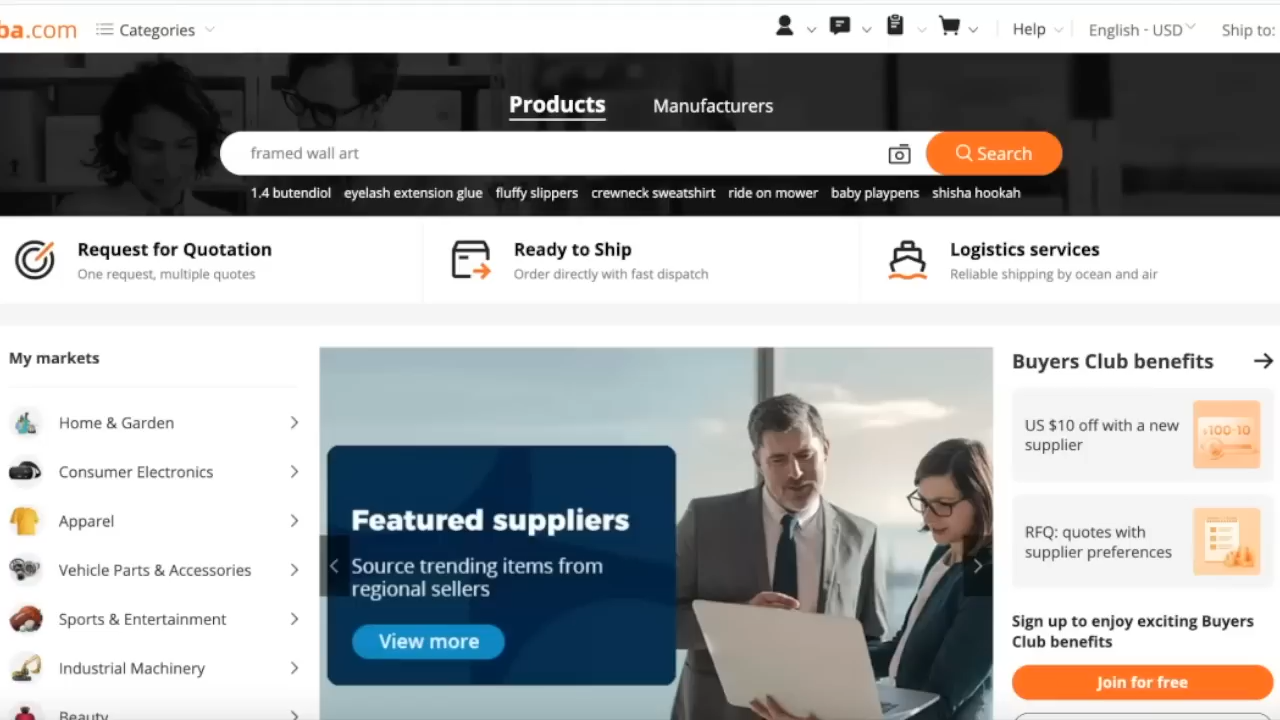 ba.com
Categories
Help
English - USD
Ship to:
Products
Manufacturers
framed wall art
Search
1.4 butendiol eyelash extension glue fluffy slippers crewneck sweatshirt ride on mower baby playpens shisha hookah
Request for Quotation
One request, multiple quotes
Ready to Ship
Order directly with fast dispatch
Logistics services
Reliable shipping by ocean and air
My markets
Home & Garden
Consumer Electronics
Apparel
Vehicle Parts & Accessories
Sports & Entertainment
Industrial Machinery
Beauty
Featured suppliers
Source trending items from
regional sellers
View more
Buyers Club benefits
US $10 off with a new
supplier
$100-10
RFQ: quotes with
supplier preferences
Sign up to enjoy exciting Buyers
Club benefits
Join for free